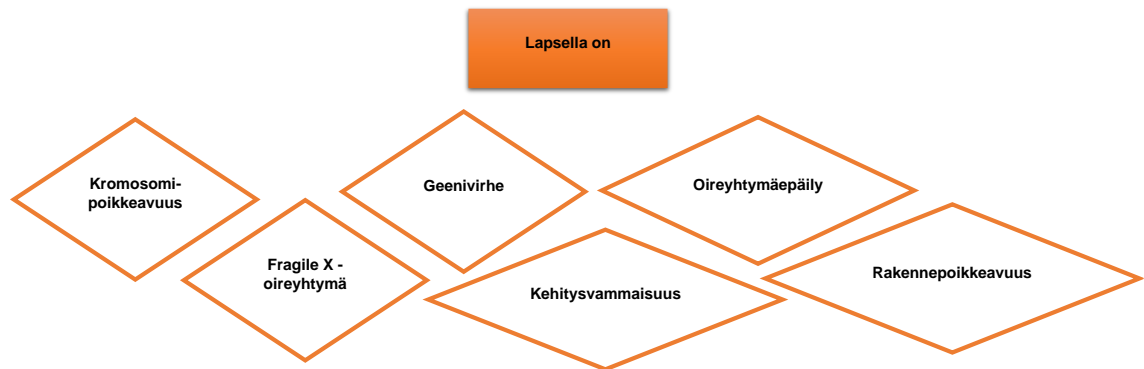 Lapsella on
Kromosomi-
poikkeavuus
Geenivirhe
Oireyhtymäepäily
Fragile X -
oireyhtymä
Kehitysvammaisuus
Rakennepoikkeavuus